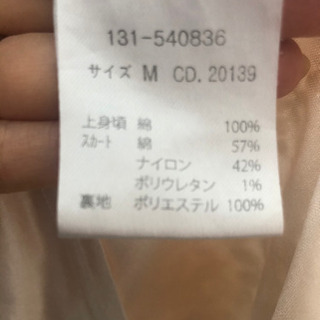 131-540836
サイズ M CD. 20139
上身頃 綿 100%
スカート 綿 57%
ナイロン 42%
ポリウレタン 1%
裏地 ポリエステル 100%